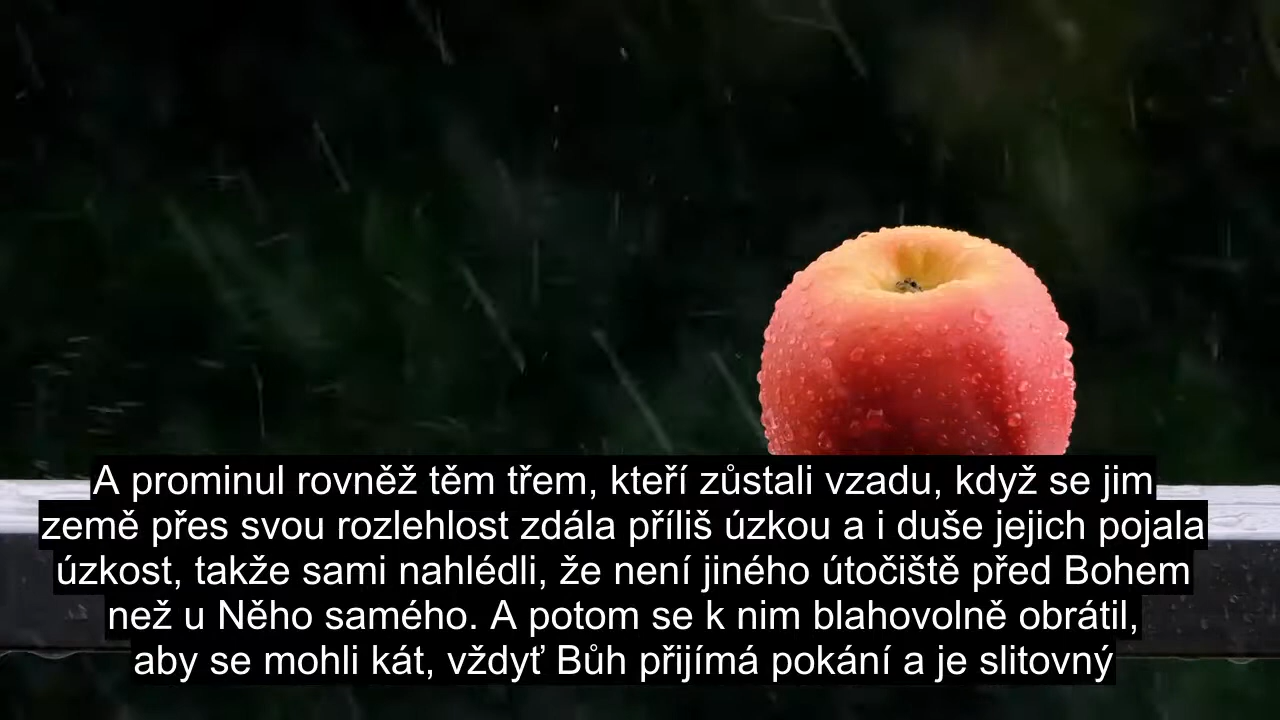 A prominul rovněž těm třem, kteří zůstali vzadu, když se jim
země přes svou rozlehlost zdála příliš úzkou a i duše jejich pojala
úzkost, takže sami nahlédli, že není jiného útočiště před Bohem
než u Něho samého. A potom se k nim blahovolně obrátil,
aby se mohli kát, vždyť Bůh přijímá pokání a je slitovný